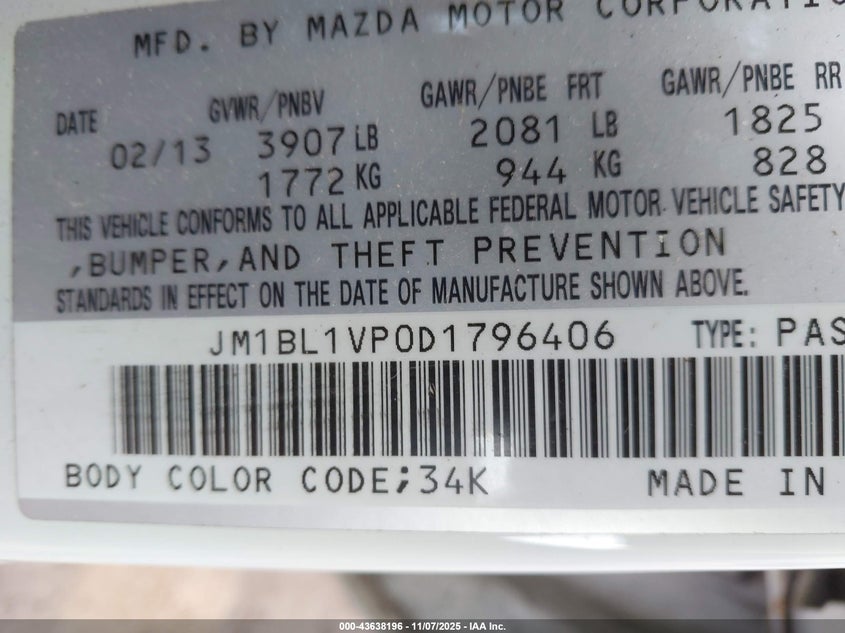 MFD. BY MAZDA MOTOR CORPORATIO
DATE GVWR/PNBV GAWR/PNBE FRT GAWR/PNBE RR
02/13 3907 LB 2081 LB 1825
1772 KG 944 KG 828
THIS VEHICLE CONFORMS TO ALL APPLICABLE FEDERAL MOTOR VEHICLE SAFETY
,BUMPER,AND THEFT PREVENTION
STANDARDS IN EFFECT ON THE DATE OF MANUFACTURE SHOWN ABOVE.
JM1BL1VP0D1796406 TYPE: PAS
BODY COLOR CODE;34K MADE IN
000-43638196 - 11/07/2025 - IAA Inc.